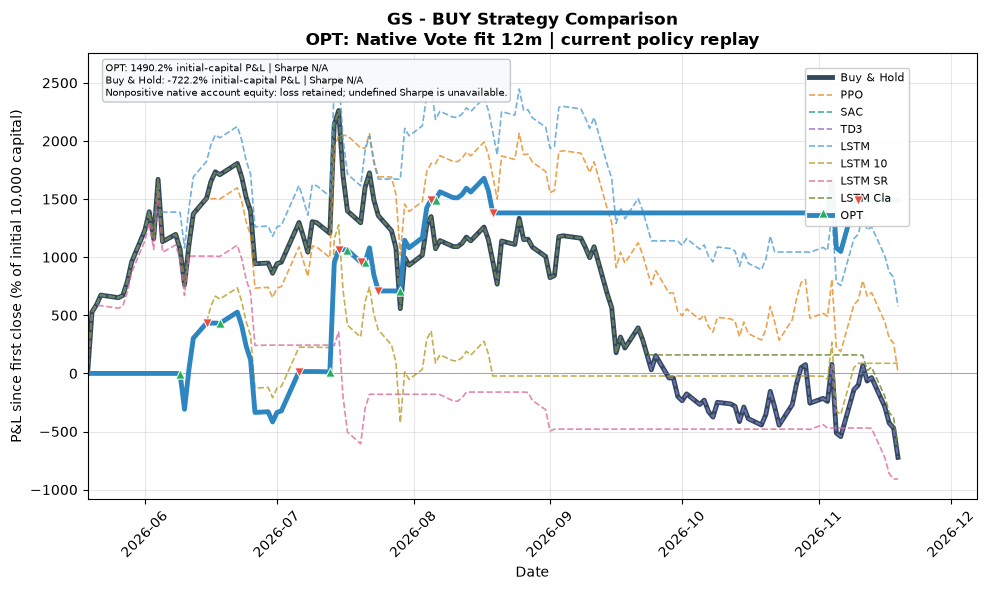 GS - BUY Strategy Comparison
OPT: Native Vote fit 12m | current policy replay
OPT: 1490.2% initial-capital P&L | Sharpe N/A
Buy & Hold: -722.2% initial-capital P&L | Sharpe N/A
Nonpositive native account equity: loss retained; undefined Sharpe is unavailable.
Buy & Hold
PPO
SAC
TD3
LSTM
LSTM 10
LSTM SR
LSTM Cla
OPT
P&L since first close (% of initial 10,000 capital)
2500
2000
1500
1000
500
0
−500
−1000
2026-06
2026-07
2026-08
2026-09
2026-10
2026-11
2026-12
Date